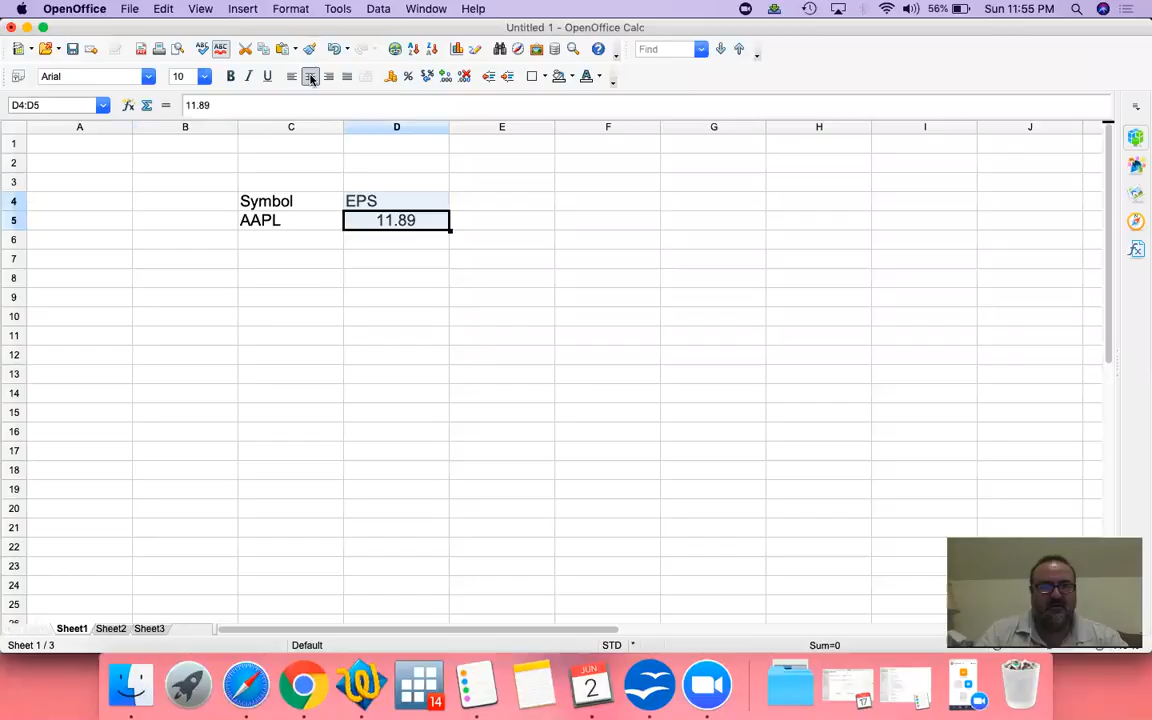 OpenOffice File Edit View Insert Format Tools Data Window Help 56% Sun 11:55 PM
Untitled 1 - OpenOffice Calc
Find
Arial 10 B I U
D4:D5 11.89
A B C D E F G H I J
1
2
3
4 Symbol EPS
5 AAPL 11.89
6
7
8
9
10
11
12
13
14
15
16
17
18
19
20
21
22
23
24
25
Sheet1 Sheet2 Sheet3
Sheet 1 / 3 Default STD * Sum=0
14 JUN 2 17